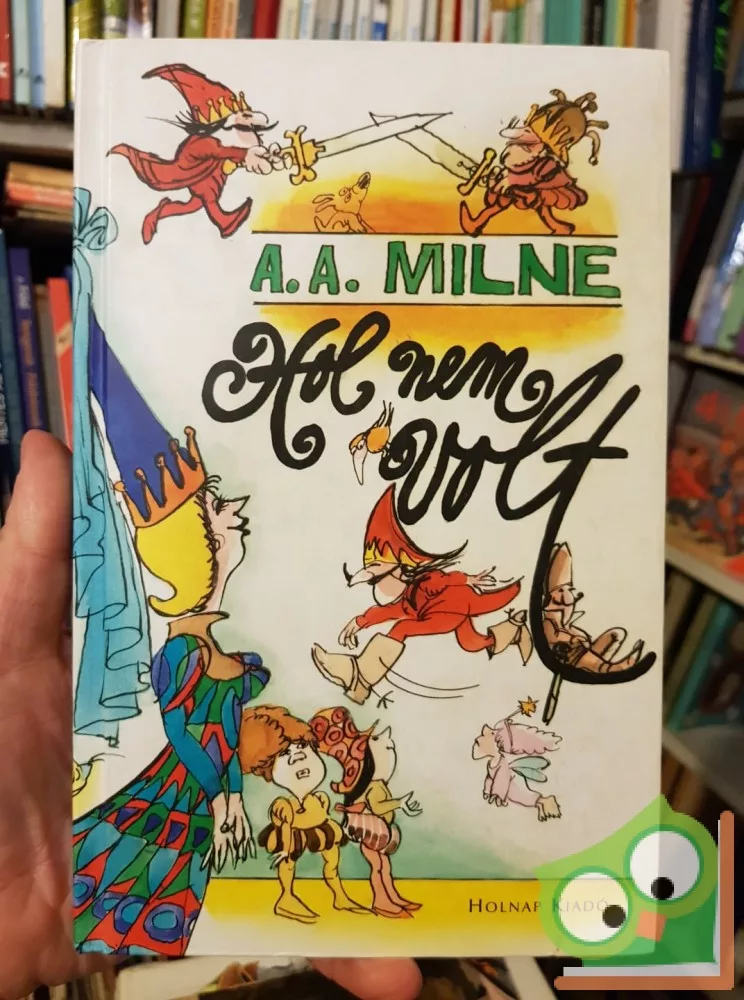 A. A. MILNE
Hol nem
volt
HOLNAP KIADÓ